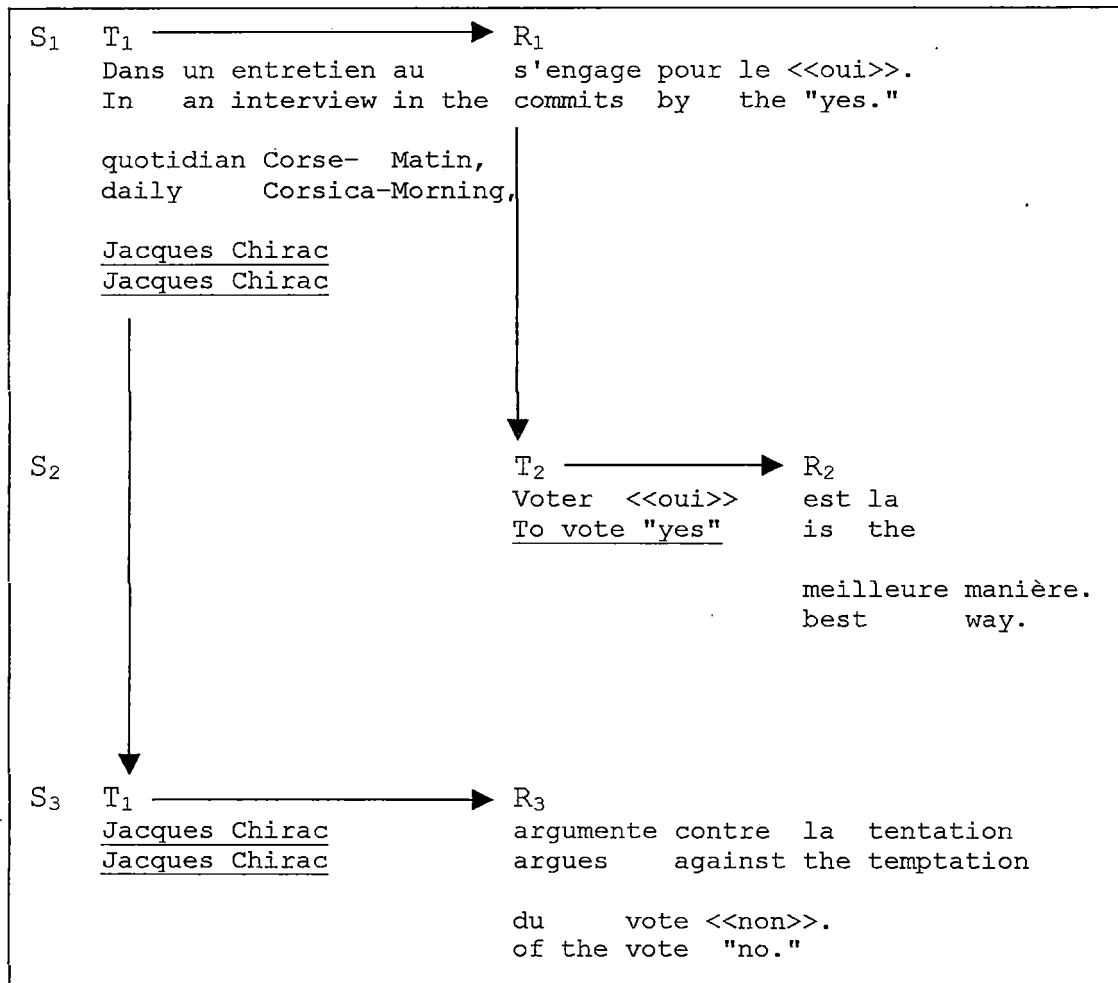 S₁ T₁ R₁
Dans un entretien au s'engage pour le <<oui>>.
In an interview in the commits by the "yes."
quotidian Corse- Matin,
daily Corsica-Morning,
Jacques Chirac
Jacques Chirac
S₂ T₂ R₂
Voter <<oui>> est la
To vote "yes" is the
meilleure manière.
best way.
S₃ T₁ R₃
Jacques Chirac argumente contre la tentation
Jacques Chirac argues against the temptation
du vote <<non>>.
of the vote "no."